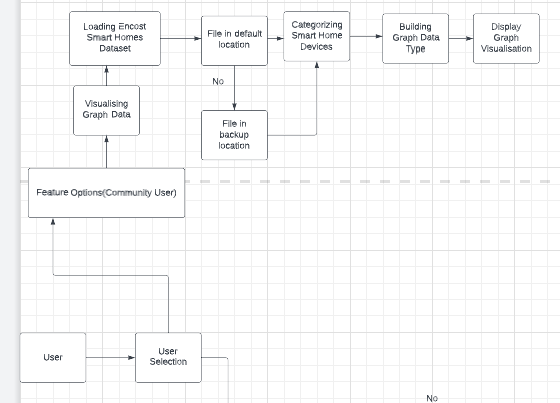 Loading Encost
Smart Homes
Dataset
File in default
location
Categorizing
Smart Home
Devices
Building
Graph Data
Type
Display
Graph
Visualisation
No
Visualising
Graph Data
File in
backup
location
Feature Options(Community User)
User
User
Selection
No